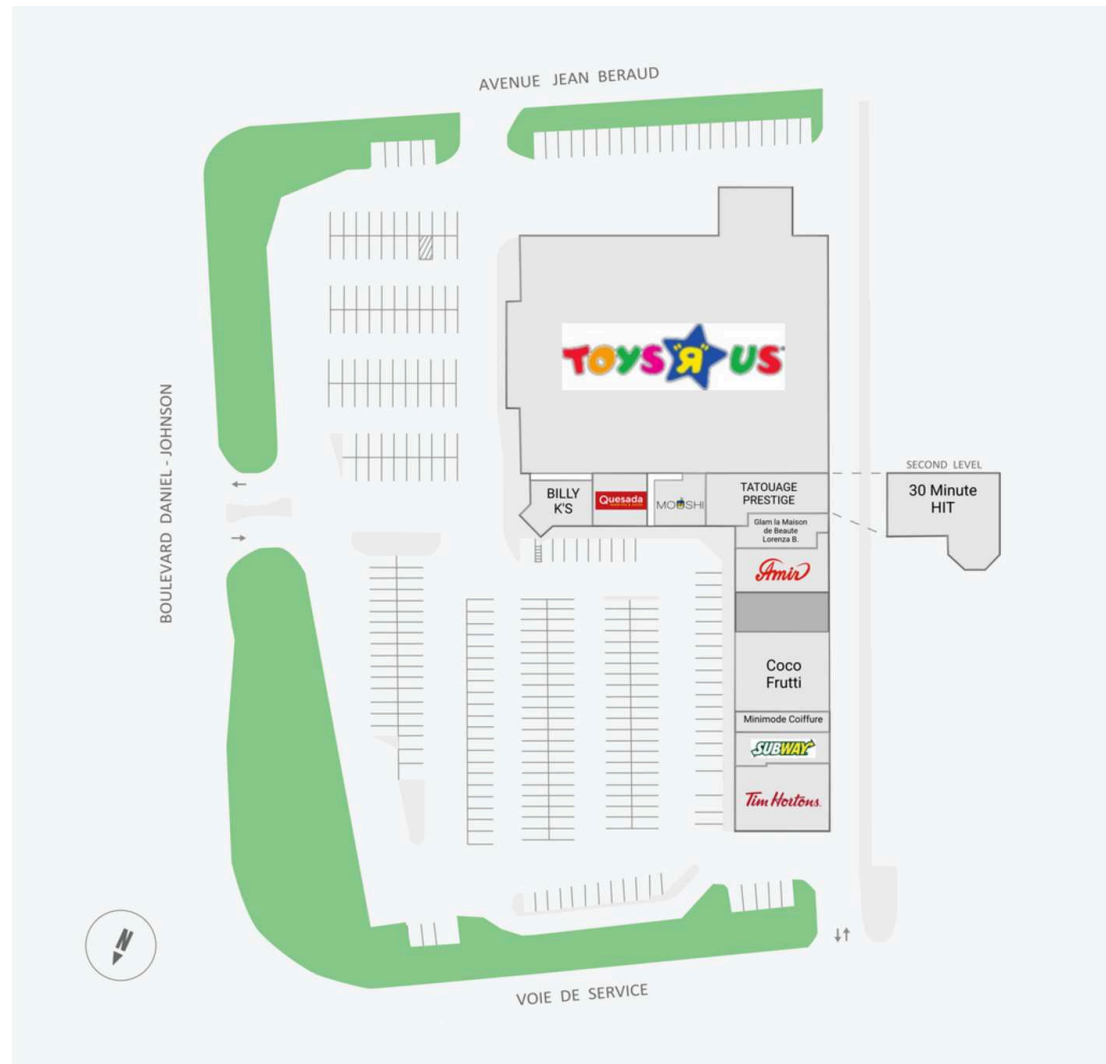 AVENUE JEAN BERAUD
TOYS"R"US
BOULEVARD DANIEL - JOHNSON
SECOND LEVEL
30 Minute
HIT
BILLY
K'S
Quesada
MOOSHI
TATOUAGE
PRESTIGE
Glam la Maison
de Beaute
Lorenza B.
Amir
Coco
Frutti
Minimode Coiffure
SUBWAY
Tim Hortons.
N
VOIE DE SERVICE